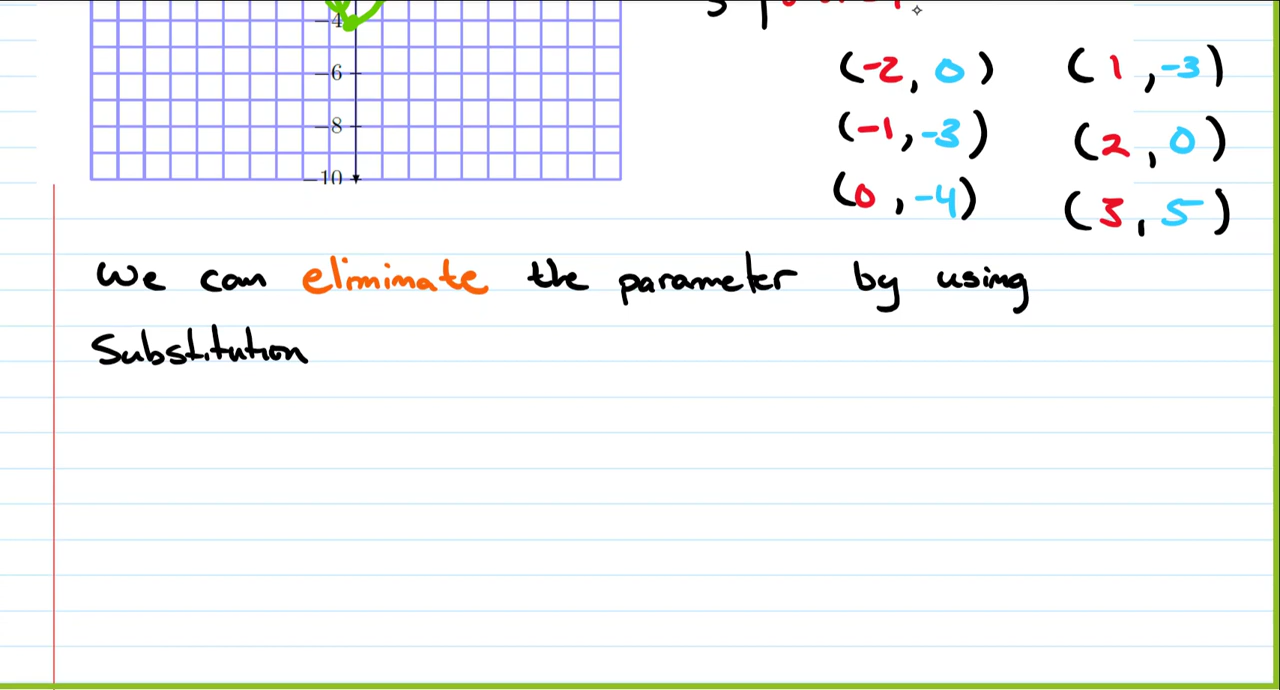 -4
-6
-8
-10
(-2, 0) (1, -3)
(-1, -3) (2, 0)
(0, -4) (3, 5)
We can eliminate the parameter by using
Substitution